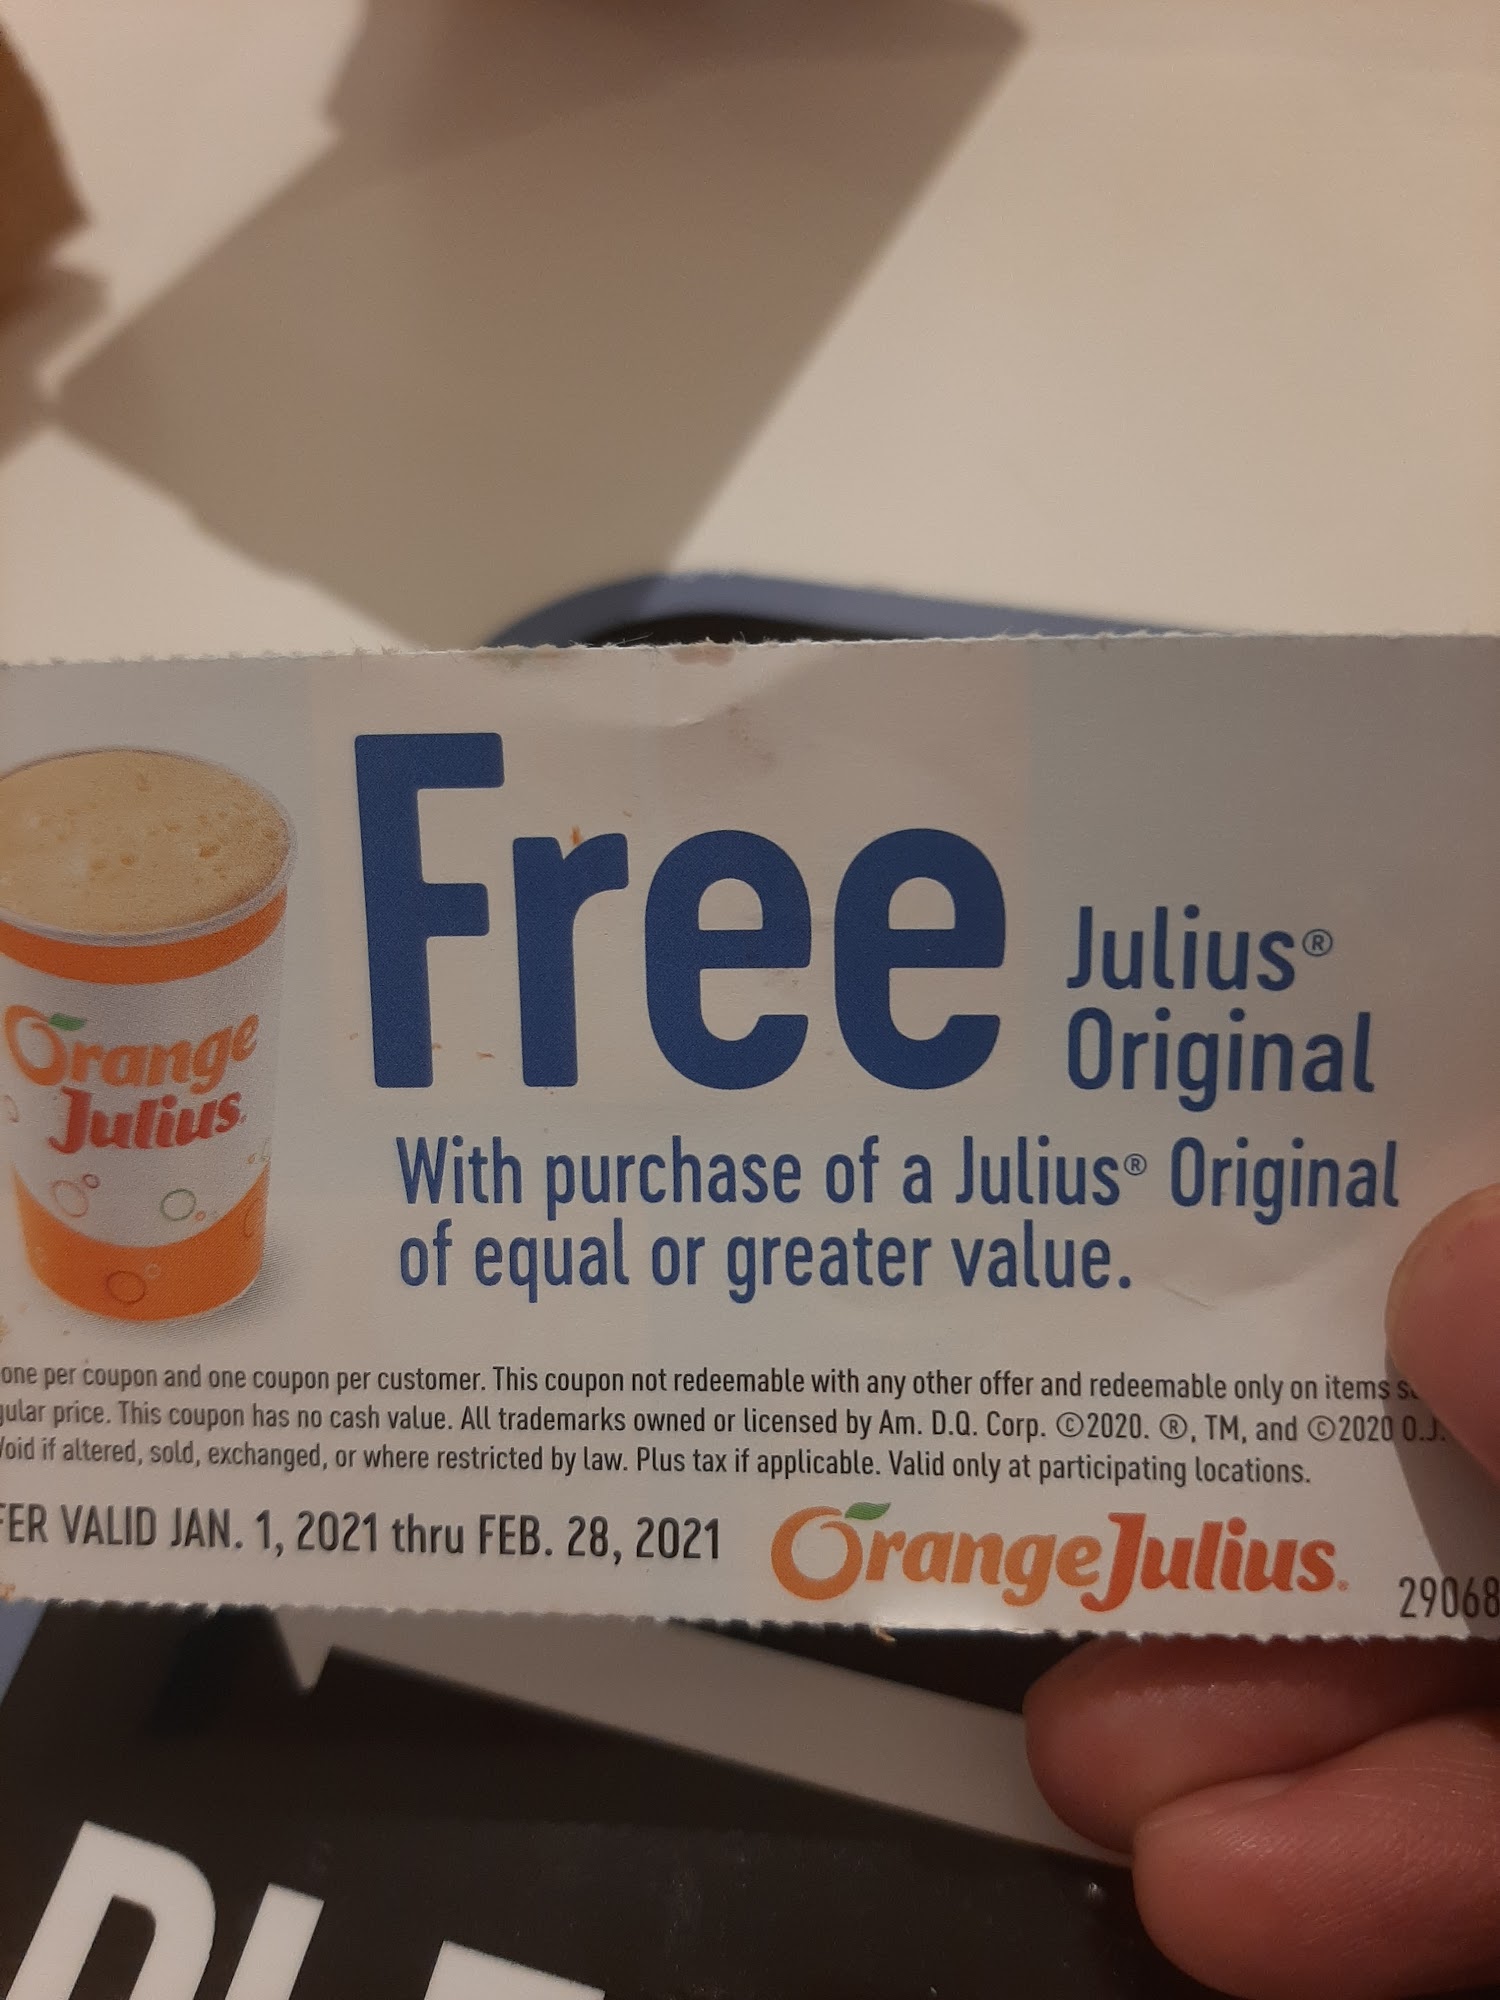 Free Julius® Original
With purchase of a Julius® Original
of equal or greater value.
Orange
Julius
one per coupon and one coupon per customer. This coupon not redeemable with any other offer and redeemable only on items
price. This coupon has no cash value. All trademarks owned or licensed by Am. D.Q. Corp. ©2020. ®, TM, and ©2020 O.J.
Void if altered, sold, exchanged, or where restricted by law. Plus tax if applicable. Valid only at participating locations.
VALID JAN. 1, 2021 thru FEB. 28, 2021
OrangeJulius.
29068